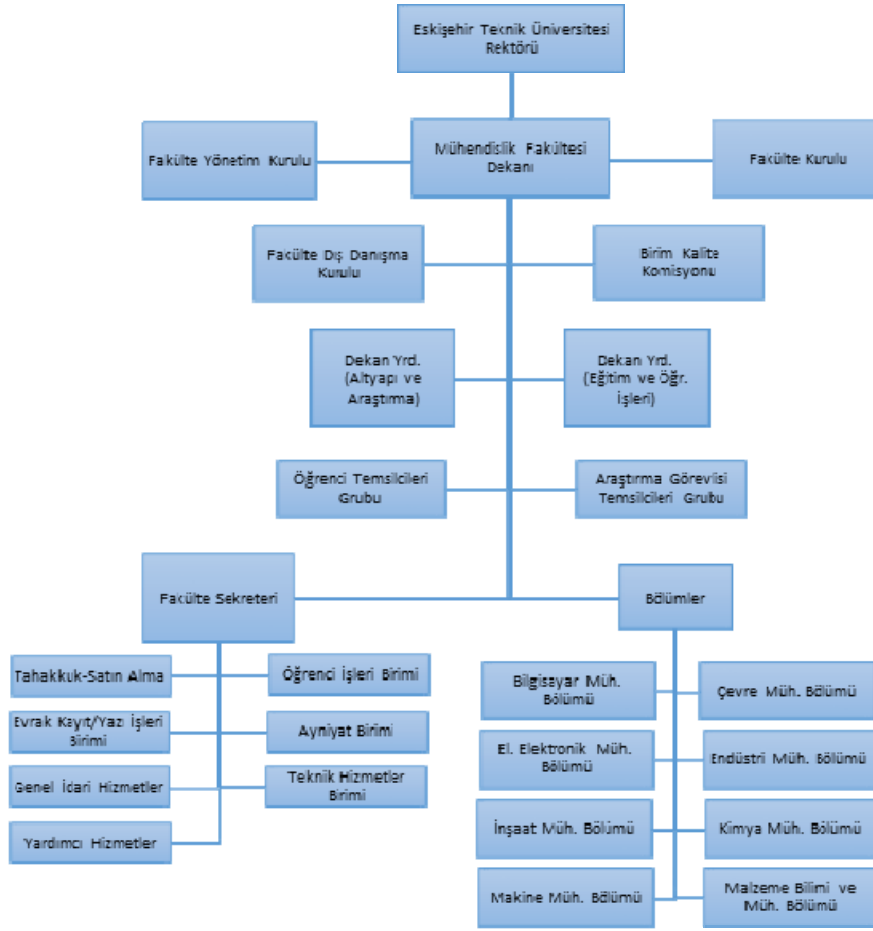 Eskişehir Teknik Üniversitesi
Rektörü
Fakülte Yönetim Kurulu
Mühendislik Fakültesi
Dekanı
Fakülte Kurulu
Fakülte Dış Danışma
Kurulu
Birim Kalite
Komisyonu
Dekan Yrd.
(Altyapı ve
Araştırma)
Dekanı Yrd.
(Eğitim ve Öğr.
İşleri)
Öğrenci Temsilcileri
Grubu
Araştırma Görevlisi
Temsilcileri Grubu
Fakülte Sekreteri
Bölümler
Tahakkuk-Satın Alma
Öğrenci İşleri Birimi
Evrak Kayıt/Yazı İşleri
Birimi
Ayniyat Birimi
Genel İdari Hizmetler
Teknik Hizmetler
Birimi
Yardımcı Hizmetler
Bilgisayar Müh.
Bölümü
Çevre Müh. Bölümü
El. Elektronik Müh.
Bölümü
Endüstri Müh. Bölümü
İnşaat Müh. Bölümü
Kimya Müh. Bölümü
Makine Müh. Bölümü
Malzeme Bilimi ve
Müh. Bölümü